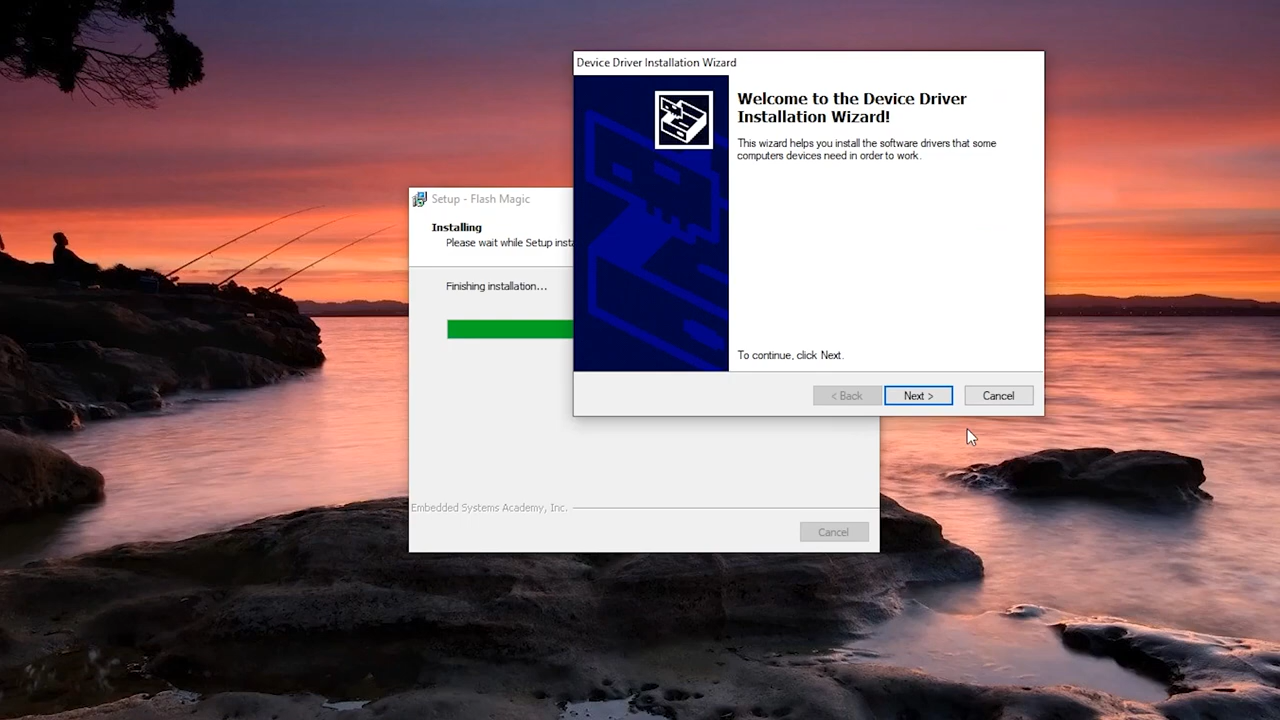 Device Driver Installation Wizard
Welcome to the Device Driver
Installation Wizard!
This wizard helps you install the software drivers that some
computers devices need in order to work.
To continue, click Next.
< Back
Next >
Cancel
Setup - Flash Magic
Installing
Please wait while Setup
Finishing installation...
Embedded Systems Academy, Inc.
Cancel